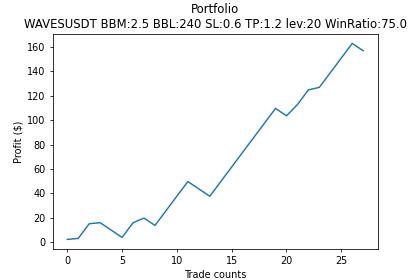 Portfolio
WAVESUSDT BBM:2.5 BBL:240 SL:0.6 TP:1.2 lev:20 WinRatio:75.0
160
140
120
100
80
60
40
20
0
Profit ($)
0 5 10 15 20 25
Trade counts